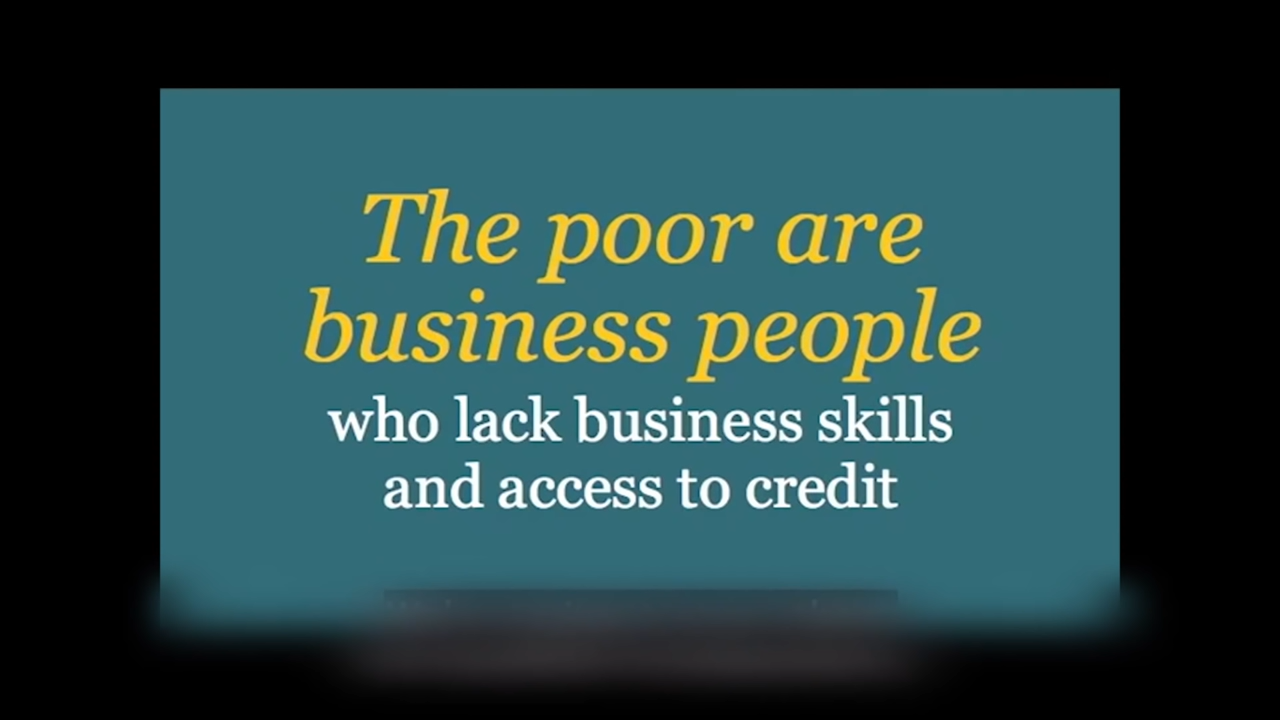 The poor are
business people
who lack business skills
and access to credit